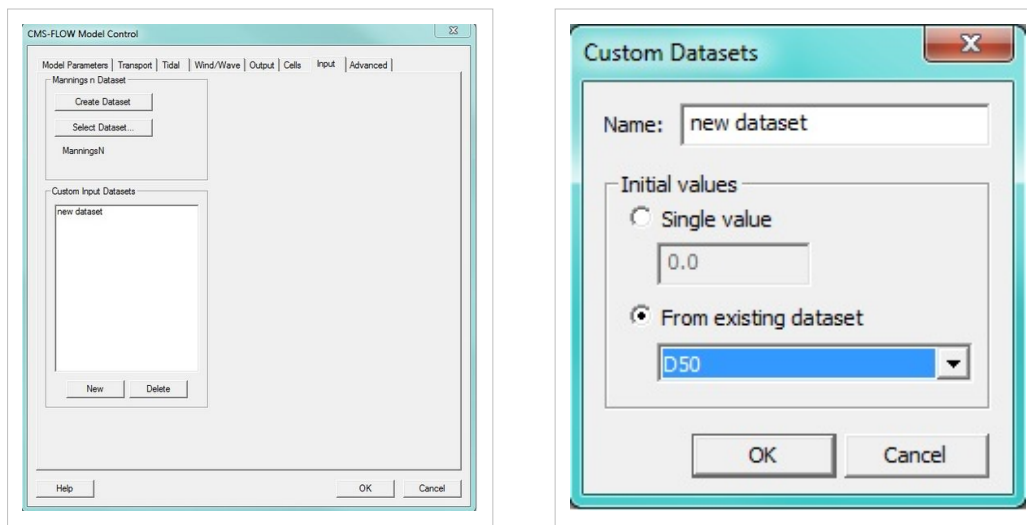 CMS-FLOW Model Control
Model Parameters Transport Tidal Wind/Wave Output Cells Input Advanced
Mannings n Dataset
Create Dataset
Select Dataset...
ManningsN
Custom Input Datasets
new dataset
New Delete
Help OK Cancel
Custom Datasets
Name: new dataset
Initial values
Single value
0.0
From existing dataset
D50
OK Cancel